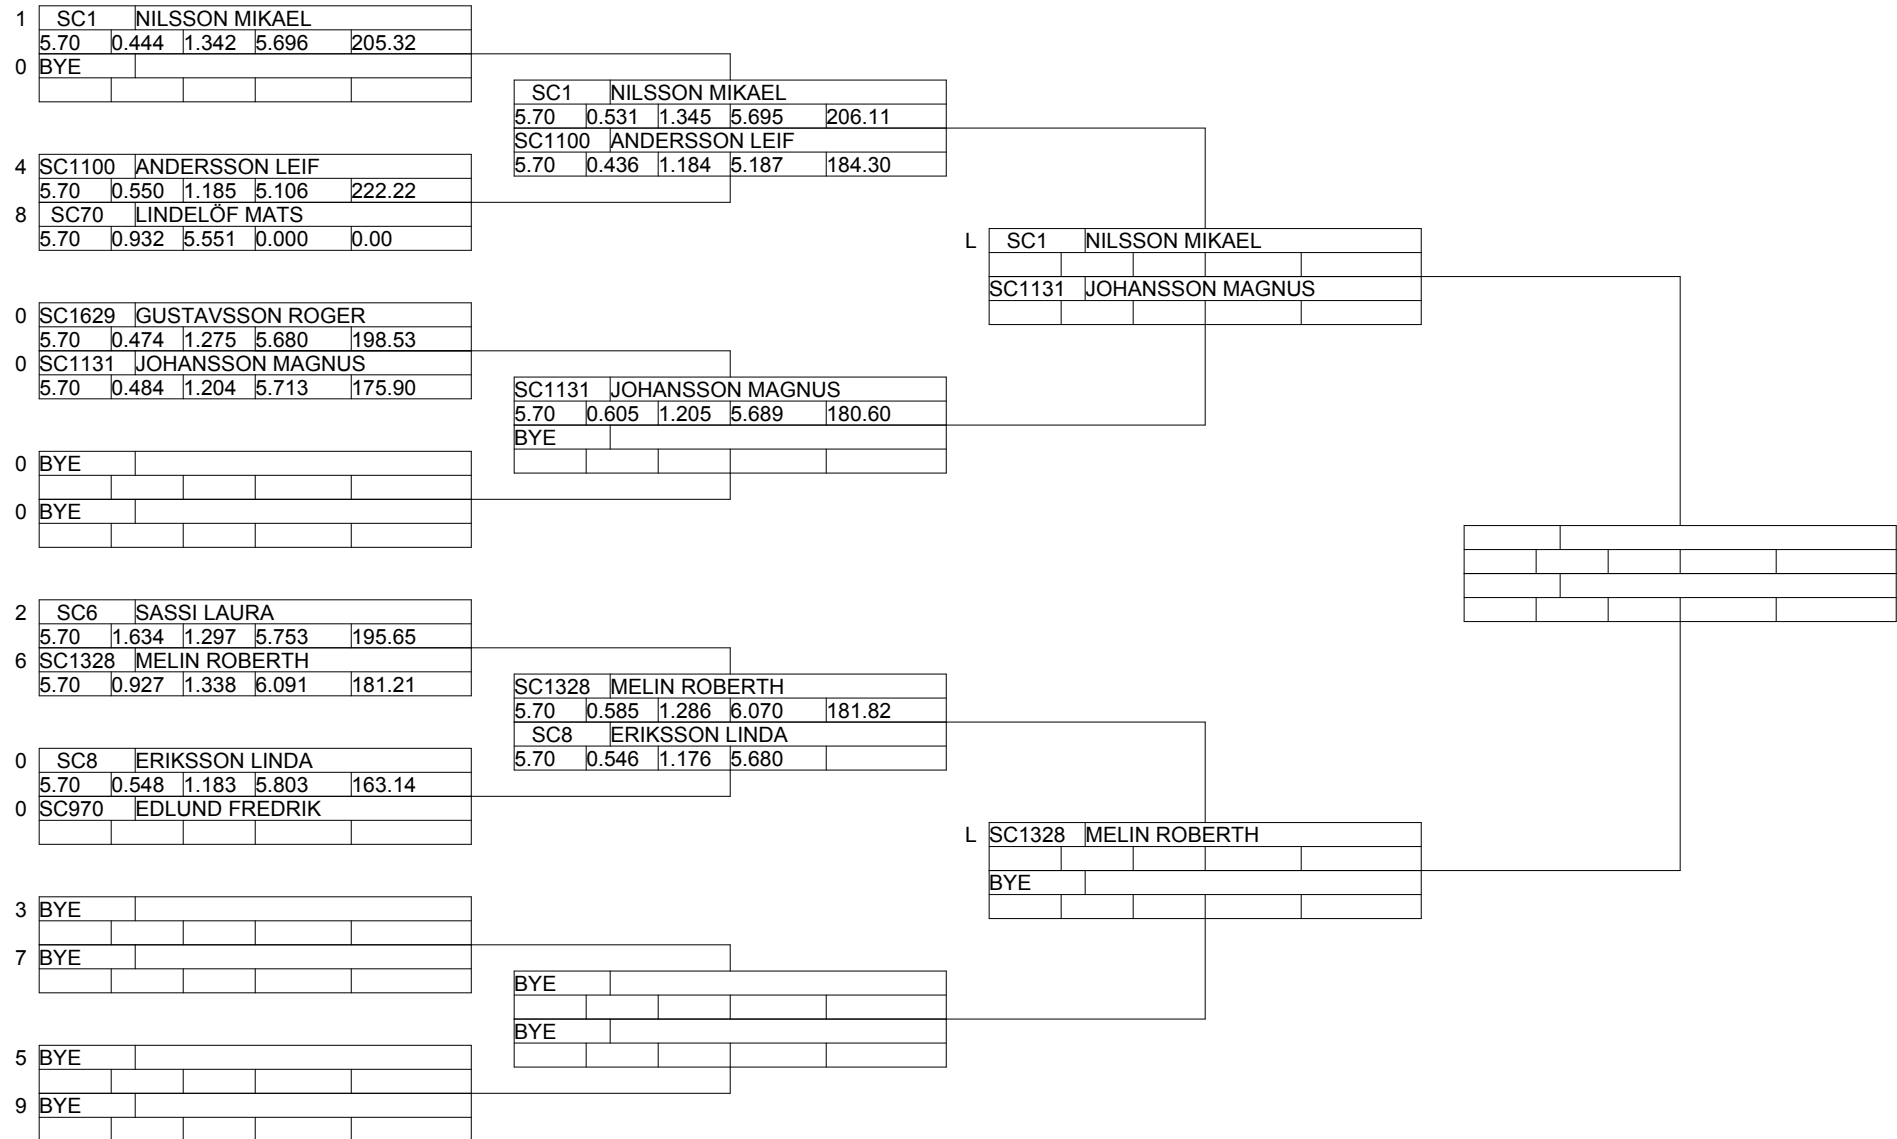 1 SC1 NILSSON MIKAEL
5.70 0.444 1.342 5.696 205.32
0 BYE
4 SC1100 ANDERSSON LEIF
5.70 0.550 1.185 5.106 222.22
8 SC70 LINDELÖF MATS
5.70 0.932 5.551 0.000 0.00
0 SC1629 GUSTAVSSON ROGER
5.70 0.474 1.275 5.680 198.53
0 SC1131 JOHANSSON MAGNUS
5.70 0.484 1.204 5.713 175.90
0 BYE
0 BYE
2 SC6 SASSI LAURA
5.70 1.634 1.297 5.753 195.65
6 SC1328 MELIN ROBERTH
5.70 0.927 1.338 6.091 181.21
0 SC8 ERIKSSON LINDA
5.70 0.548 1.183 5.803 163.14
0 SC970 EDLUND FREDRIK
3 BYE
7 BYE
5 BYE
9 BYE
SC1 NILSSON MIKAEL
5.70 0.531 1.345 5.695 206.11
SC1100 ANDERSSON LEIF
5.70 0.436 1.184 5.187 184.30
SC1131 JOHANSSON MAGNUS
5.70 0.605 1.205 5.689 180.60
BYE
SC1328 MELIN ROBERTH
5.70 0.585 1.286 6.070 181.82
SC8 ERIKSSON LINDA
5.70 0.546 1.176 5.680
BYE
BYE
L SC1 NILSSON MIKAEL
SC1131 JOHANSSON MAGNUS
L SC1328 MELIN ROBERTH
BYE